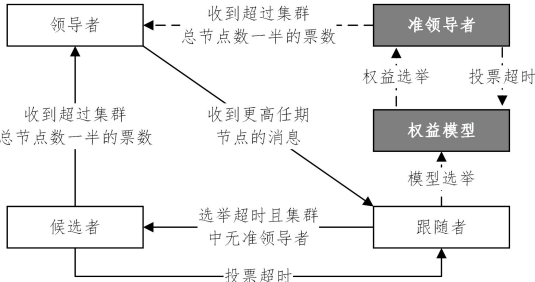 领导者
收到超过集群
总节点数一半的票数
准领导者
权益选举
投票超时
收到超过集群
总节点数一半的票数
收到更高任期
节点的消息
权益模型
模型选举
候选者
选举超时且集群
中无准领导者
跟随者
投票超时